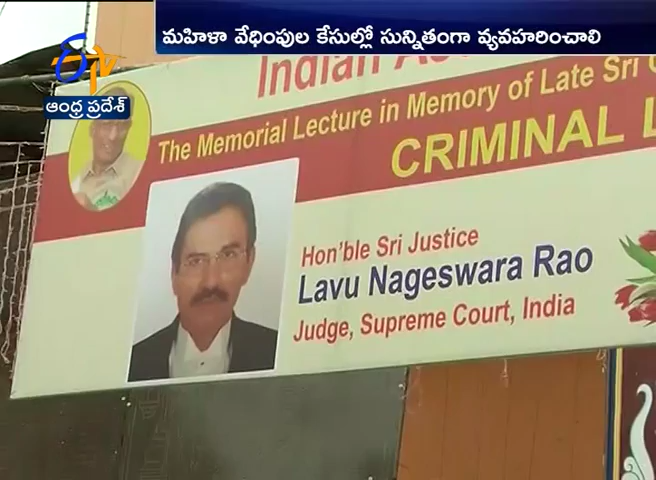 మహిళా వేధింపుల కేసుల్లో సున్నితంగా వ్యవహరించాలి
ETV
ఆంధ్ర ప్రదేశ్
Indian
The Memorial Lecture in Memory of Late Sri
CRIMINAL
Hon'ble Sri Justice
Lavu Nageswara Rao
Judge, Supreme Court, India